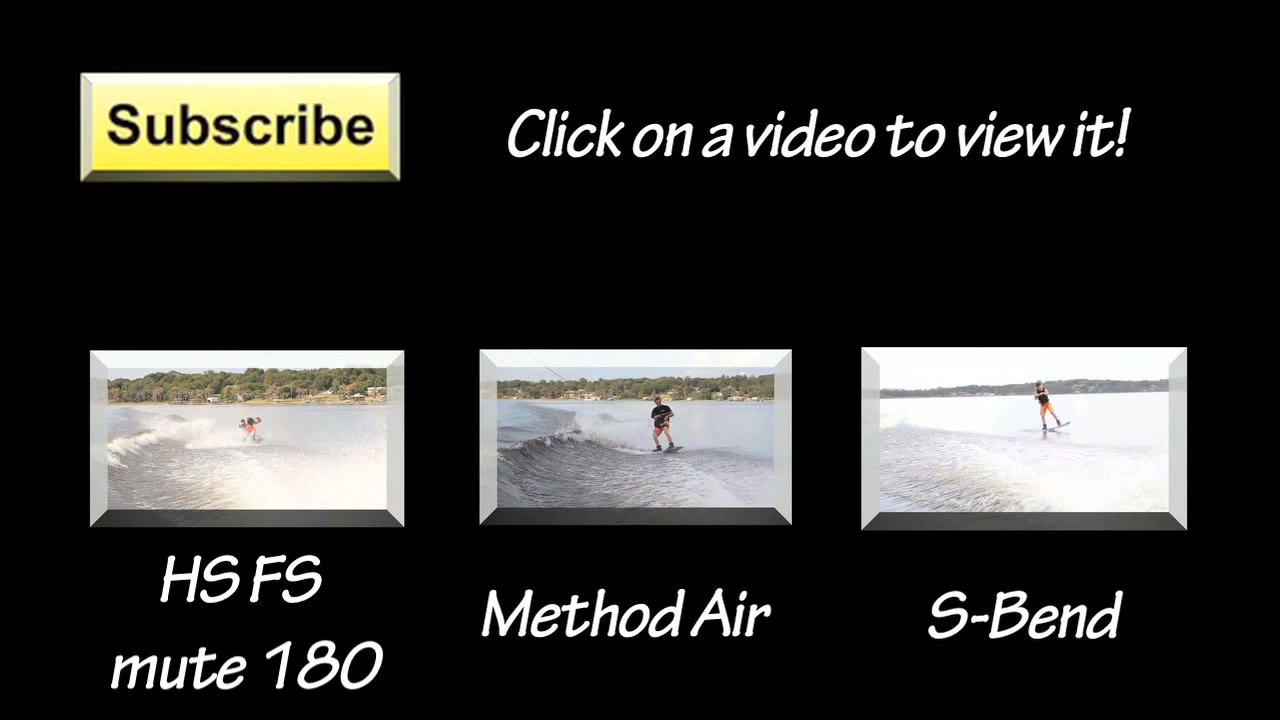 Subscribe
Click on a video to view it!
HS FS
mute 180
Method Air
S-Bend